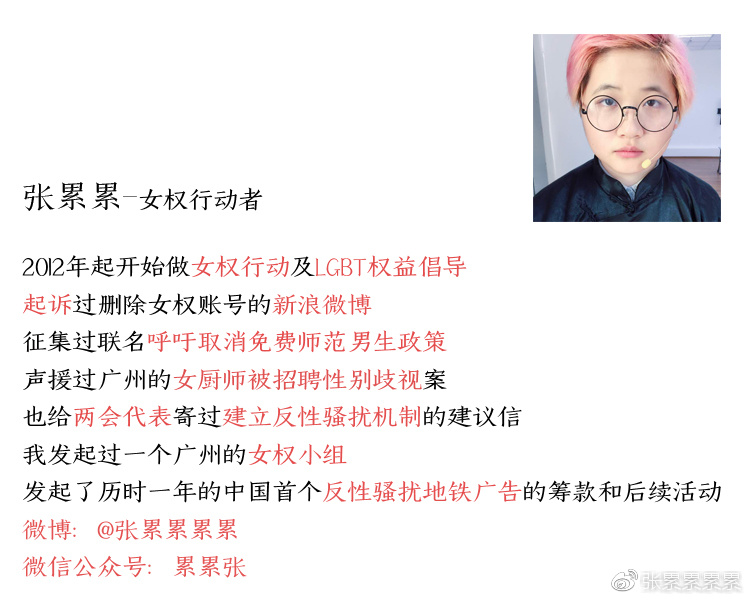 张累累-女权行动者
2012年起开始做女权行动及LGBT权益倡导
起诉过删除女权账号的新浪微博
征集过联名呼吁取消免费师范男生政策
声援过广州的女厨师被招聘性别歧视案
也给两会代表寄过建立反性骚扰机制的建议信
我发起过一个广州的女权小组
发起了历时一年的中国首个反性骚扰地铁广告的筹款和后续活动
微博: @张累累累累
微信公众号: 累累张
张累累累累